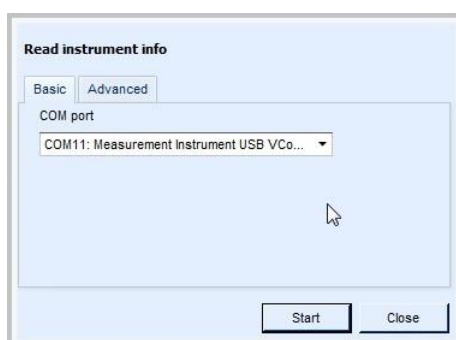 Read instrument info
Basic Advanced
COM port
COM11: Measurement Instrument USB VCo...
Start Close